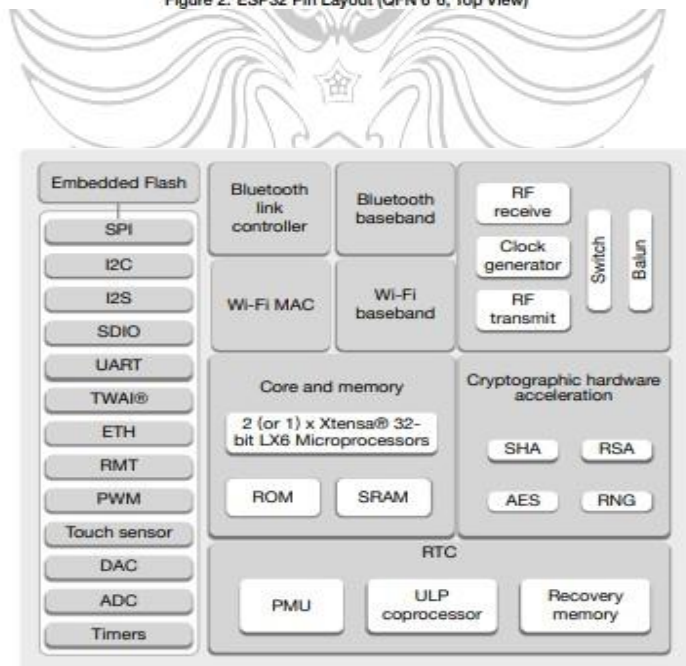 Figure 2: ESP32 Pin Layout (QFN 6*6, Top View)
Embedded Flash
SPI
I2C
I2S
SDIO
UART
TWAI®
ETH
RMT
PWM
Touch sensor
DAC
ADC
Timers
Bluetooth
link
controller
Bluetooth
baseband
Wi-Fi MAC
Wi-Fi
baseband
RF
receive
Clock
generator
RF
transmit
Switch
Balun
Core and memory
2 (or 1) x Xtensa® 32-
bit LX6 Microprocessors
ROM
SRAM
Cryptographic hardware
acceleration
SHA
RSA
AES
RNG
RTC
PMU
ULP
coprocessor
Recovery
memory